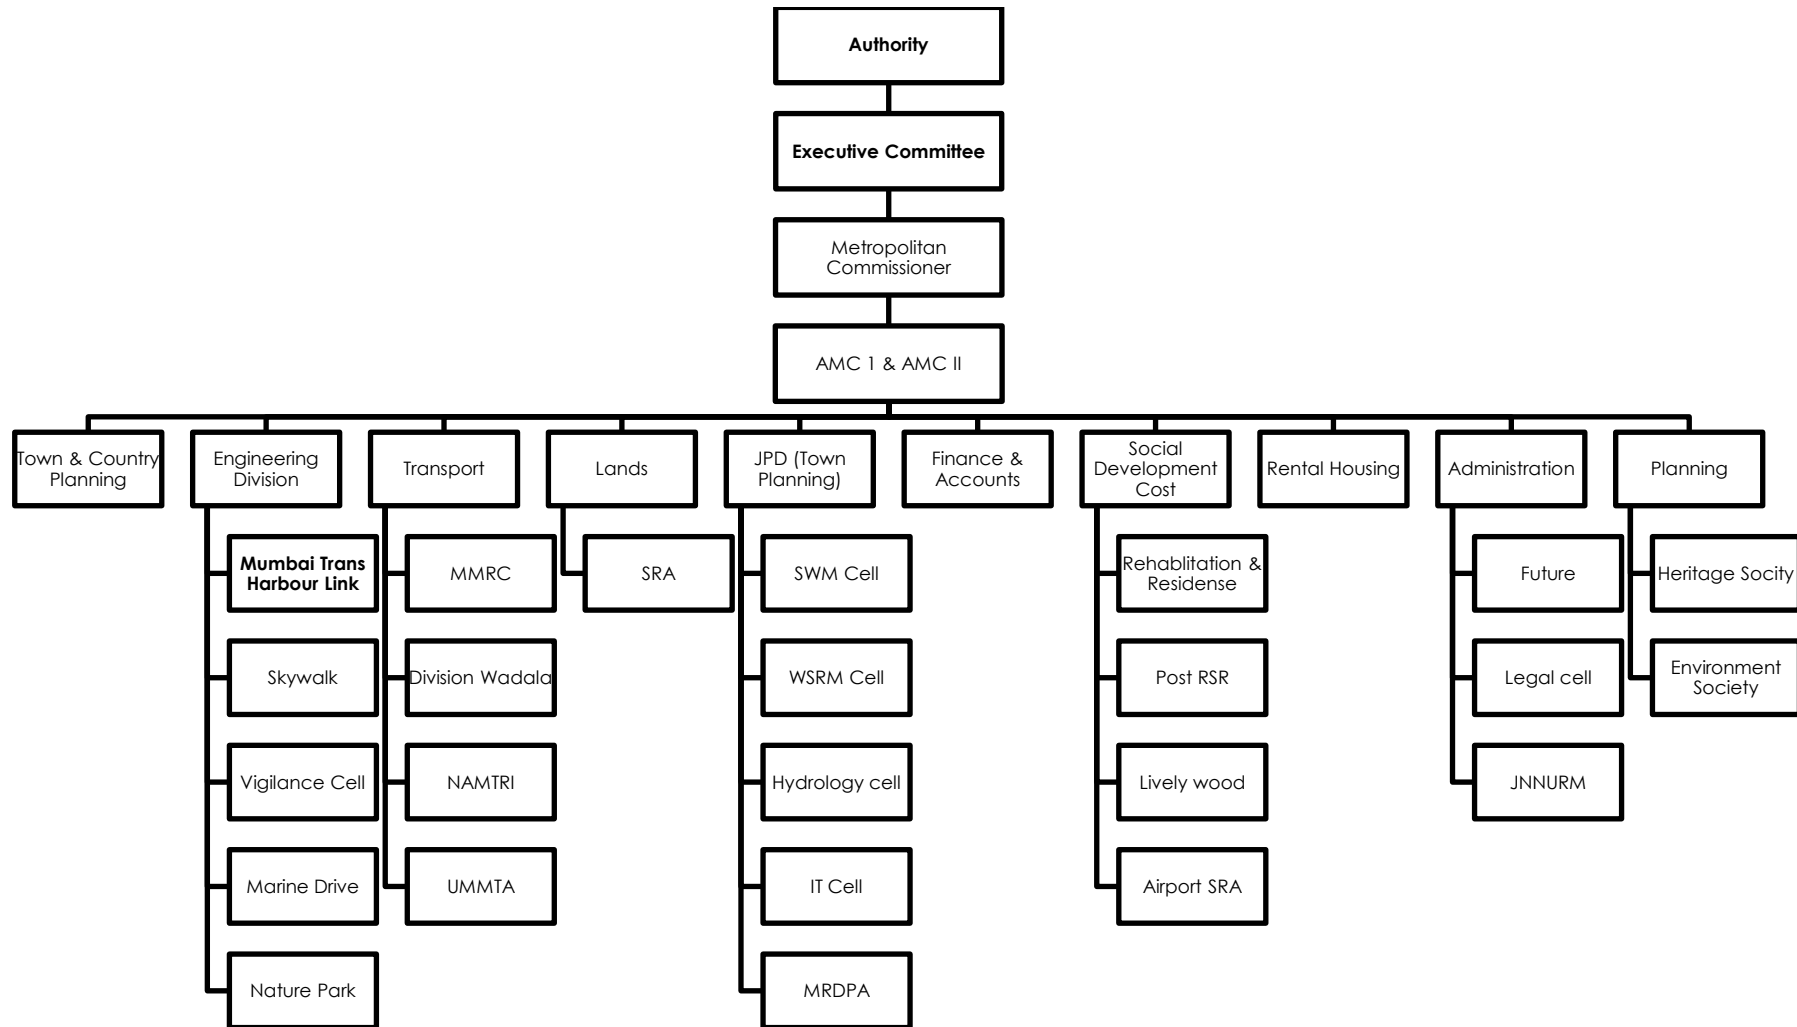 Authority
Executive Committee
Metropolitan
Commissioner
AMC 1 & AMC II
Town & Country
Planning
Engineering
Division
Transport
Lands
JPD (Town
Planning)
Finance &
Accounts
Social
Development
Cost
Rental Housing
Administration
Planning
Mumbai Trans
Harbour Link
Skywalk
Vigilance Cell
Marine Drive
Nature Park
MMRC
Division Wadala
NAMTRI
UMMTA
SRA
SWM Cell
WSRM Cell
Hydrology cell
IT Cell
MRDPA
Rehablitation &
Residense
Post RSR
Lively wood
Airport SRA
Future
Legal cell
JNNURM
Heritage Socity
Environment
Society